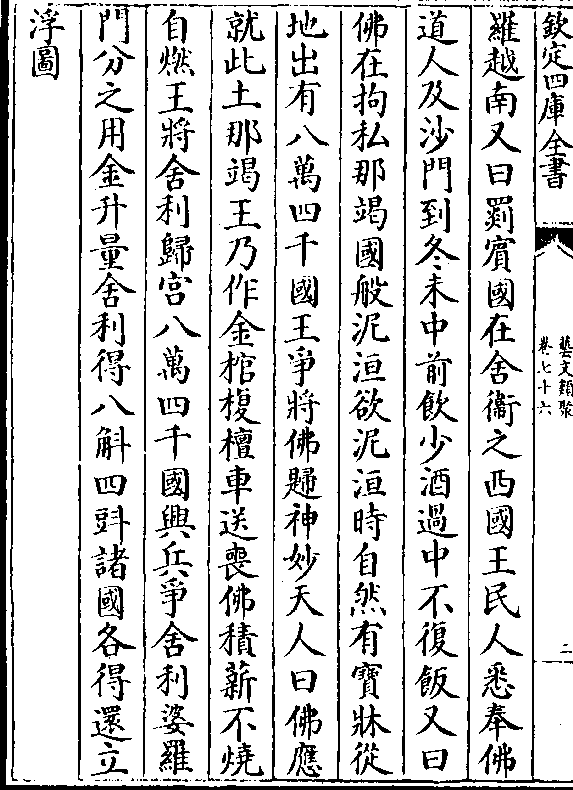 欽定四庫全書
藝文類聚
卷七十六
二
羅越南又曰罽賓國在舍衞之西國王民人悉奉佛
道人及沙門到冬未中前飲少酒過中不復飯又曰
佛在拘私那竭國般泥洹欲泥洹時自然有寶牀從
地出有八萬四千國王爭將佛歸神妙天人曰佛應
就此土那竭王乃作金棺椱檀車送喪佛積薪不燒
自燃王將舍利歸宫八萬四千國興兵爭舍利婆羅
門分之用金升量舍利得八斛四㪷諸國各得還立
浮圖